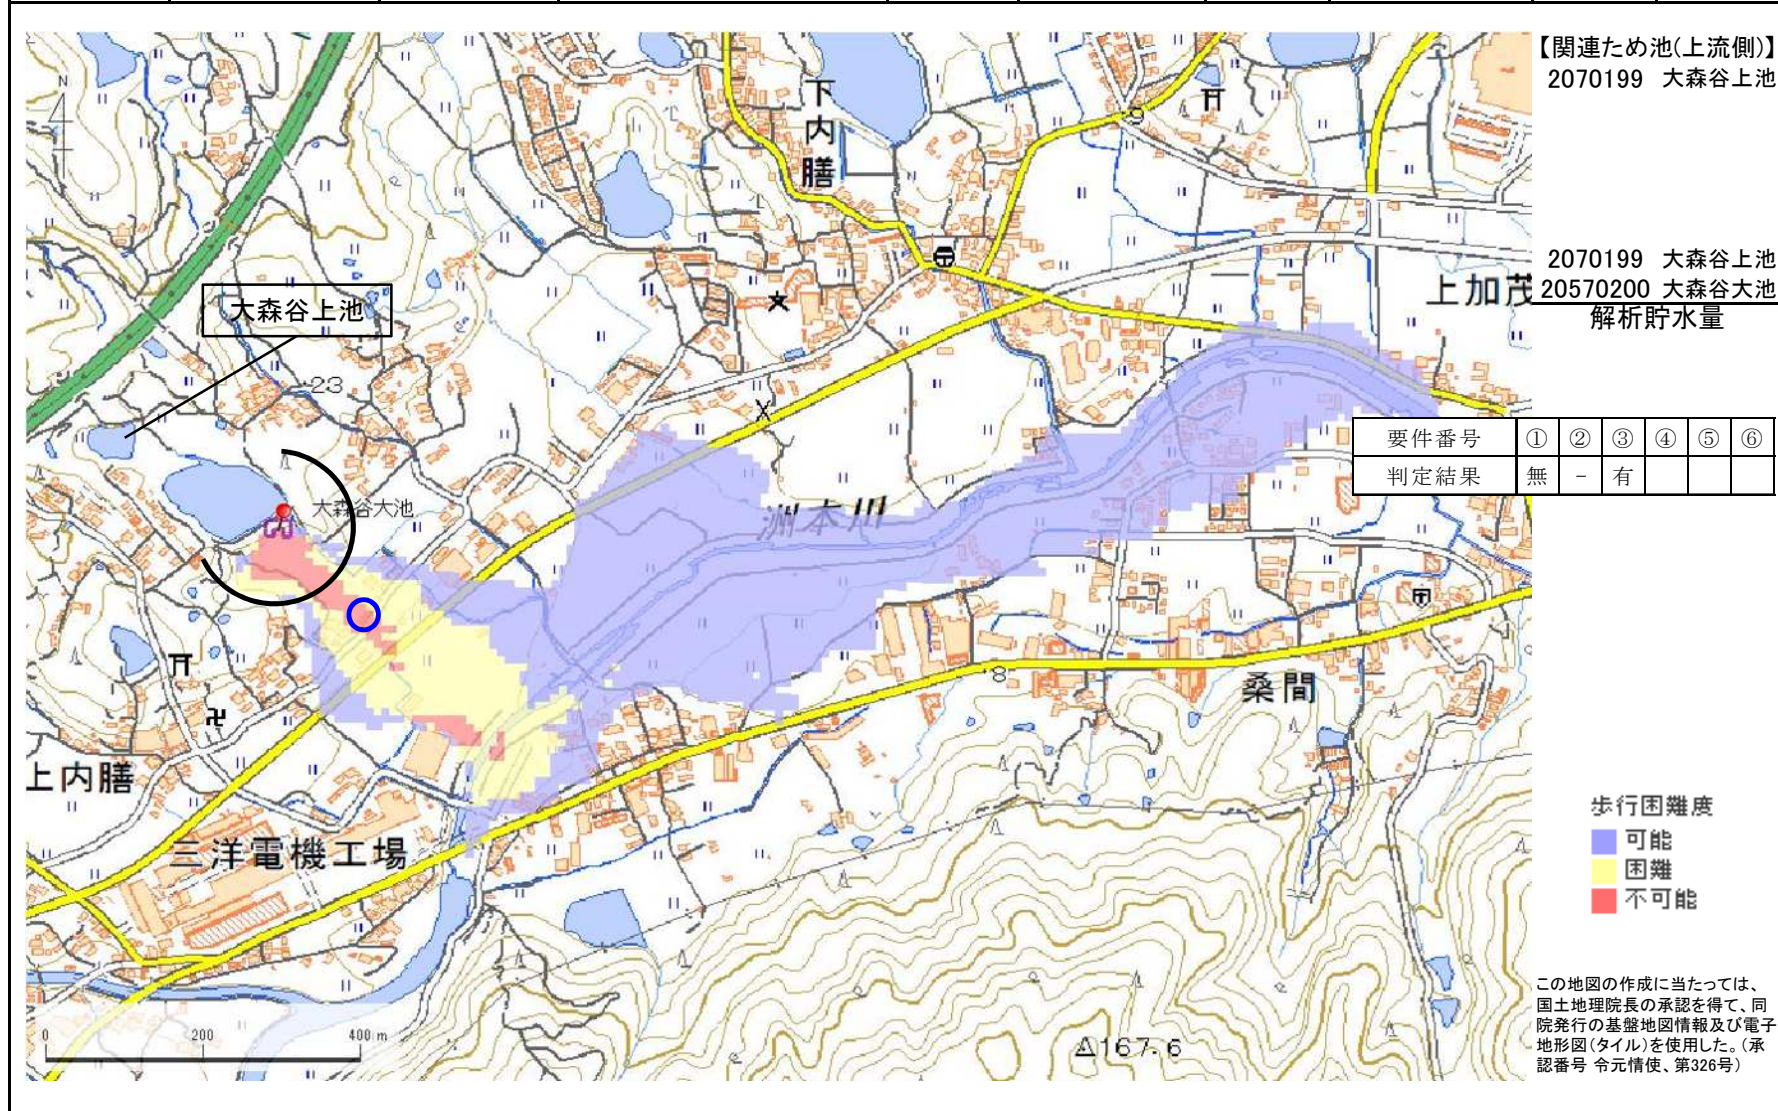 【関連ため池(上流側)】
2070199 大森谷上池
2070199 大森谷上池
20570200 大森谷大池
解析貯水量
N
下内膳
9
上加茂
大森谷上池
23
大森谷大池
洲本川
要件番号 ① ② ③ ④ ⑤ ⑥
判定結果 無 - 有
8
桑間
上内膳
三洋電機工場
歩行困難度
可能
困難
不可能
0 200 400 m
167.6
この地図の作成に当たっては、
国土地理院長の承認を得て、同
院発行の基盤地図情報及び電子
地形図(タイル)を使用した。(承
認番号 令元情使、第326号)